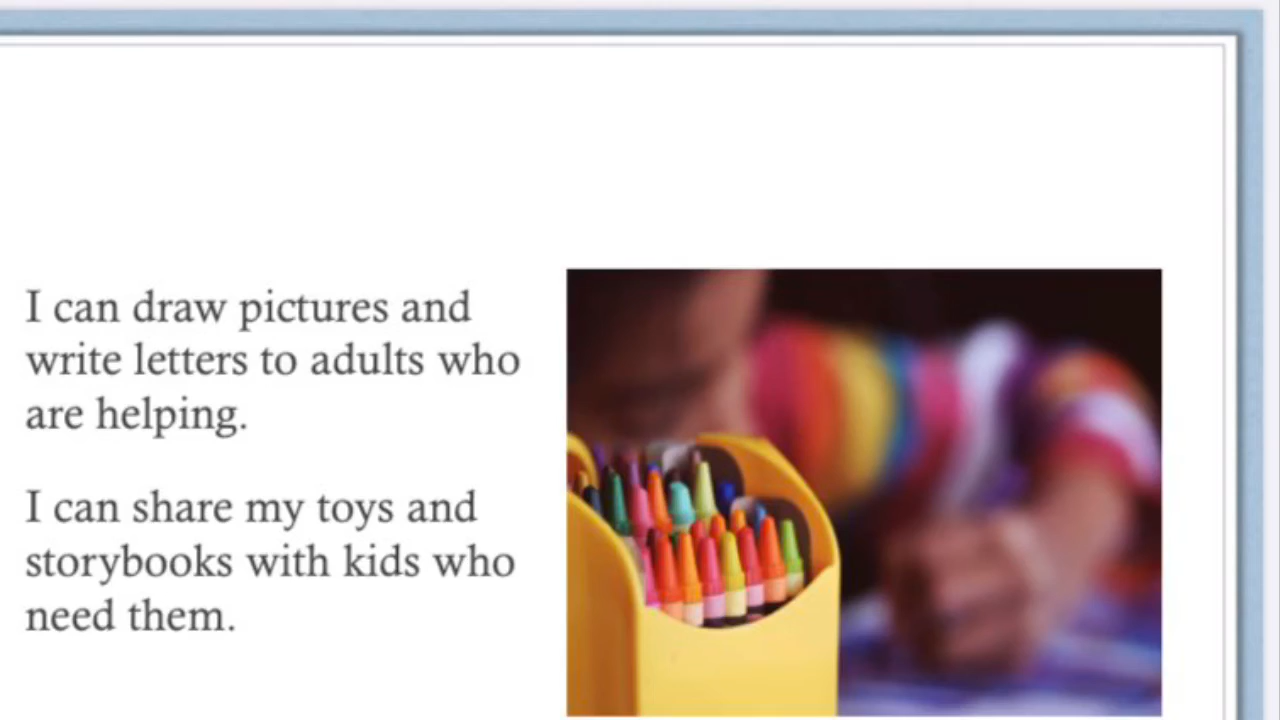 I can draw pictures and
write letters to adults who
are helping.
I can share my toys and
storybooks with kids who
need them.